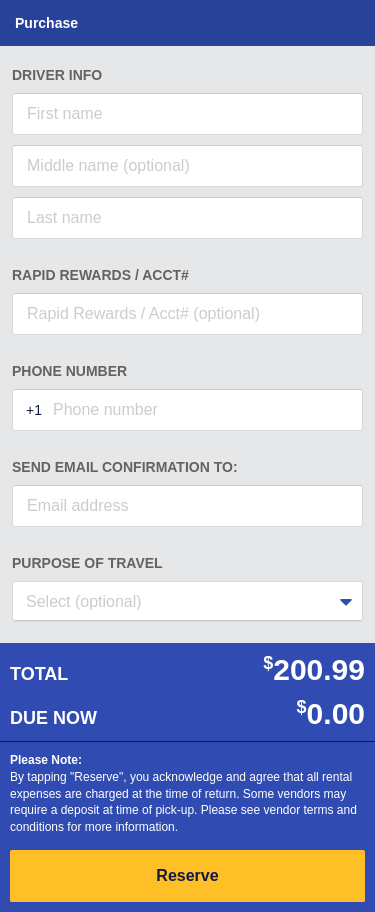 Purchase
DRIVER INFO
First name
Middle name (optional)
Last name
RAPID REWARDS / ACCT#
Rapid Rewards / Acct# (optional)
PHONE NUMBER
+1 Phone number
SEND EMAIL CONFIRMATION TO:
Email address
PURPOSE OF TRAVEL
Select (optional)
TOTAL $200.99
DUE NOW $0.00
Please Note:
By tapping "Reserve", you acknowledge and agree that all rental
expenses are charged at the time of return. Some vendors may
require a deposit at time of pick-up. Please see vendor terms and
conditions for more information.
Reserve